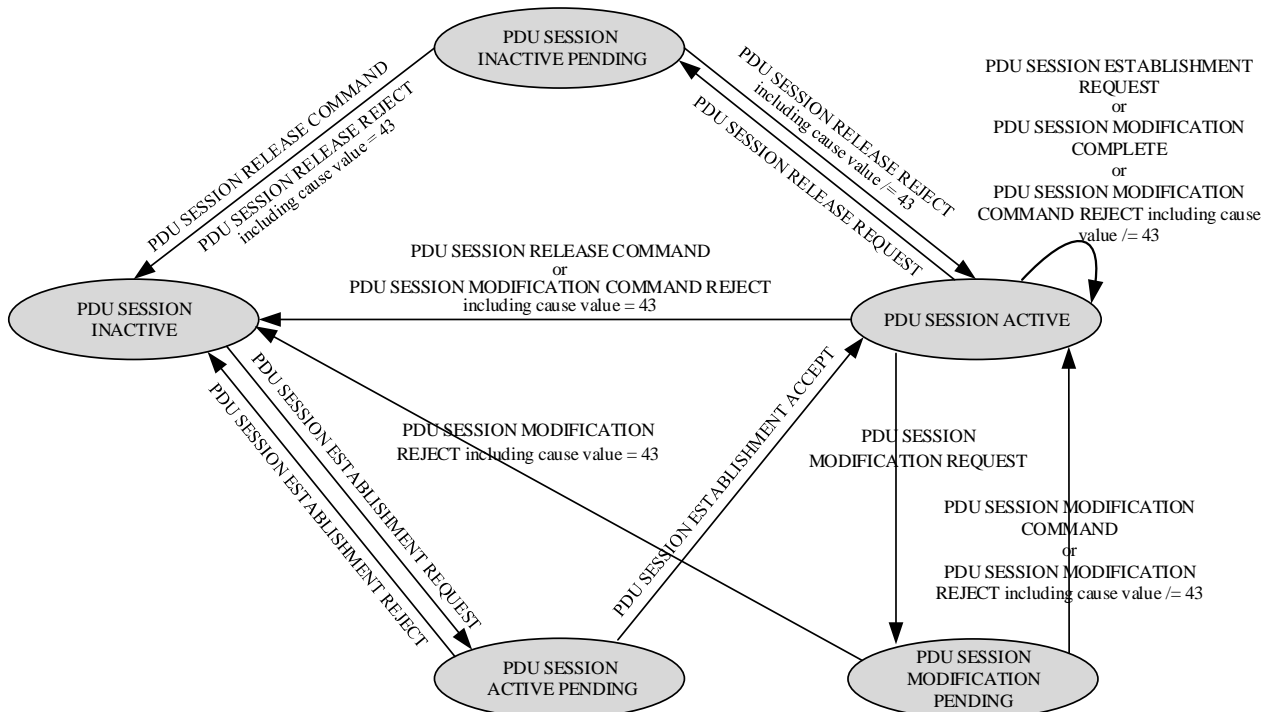 PDU SESSION
INACTIVE PENDING
PDU SESSION RELEASE COMMAND
PDU SESSION RELEASE REJECT
including cause value = 43
PDU SESSION RELEASE REJECT
including cause value /= 43
PDU SESSION RELEASE REQUEST
PDU SESSION ESTABLISHMENT
REQUEST
or
PDU SESSION MODIFICATION
COMPLETE
or
PDU SESSION MODIFICATION
COMMAND REJECT including cause
value /= 43
PDU SESSION RELEASE COMMAND
or
PDU SESSION MODIFICATION COMMAND REJECT
including cause value = 43
PDU SESSION
INACTIVE
PDU SESSION ACTIVE
PDU SESSION ESTABLISHMENT REQUEST
PDU SESSION ESTABLISHMENT REJECT
PDU SESSION MODIFICATION
REJECT including cause value = 43
PDU SESSION ESTABLISHMENT ACCEPT
PDU SESSION
MODIFICATION REQUEST
PDU SESSION MODIFICATION
COMMAND
or
PDU SESSION MODIFICATION
REJECT including cause value /= 43
PDU SESSION
ACTIVE PENDING
PDU SESSION
MODIFICATION
PENDING